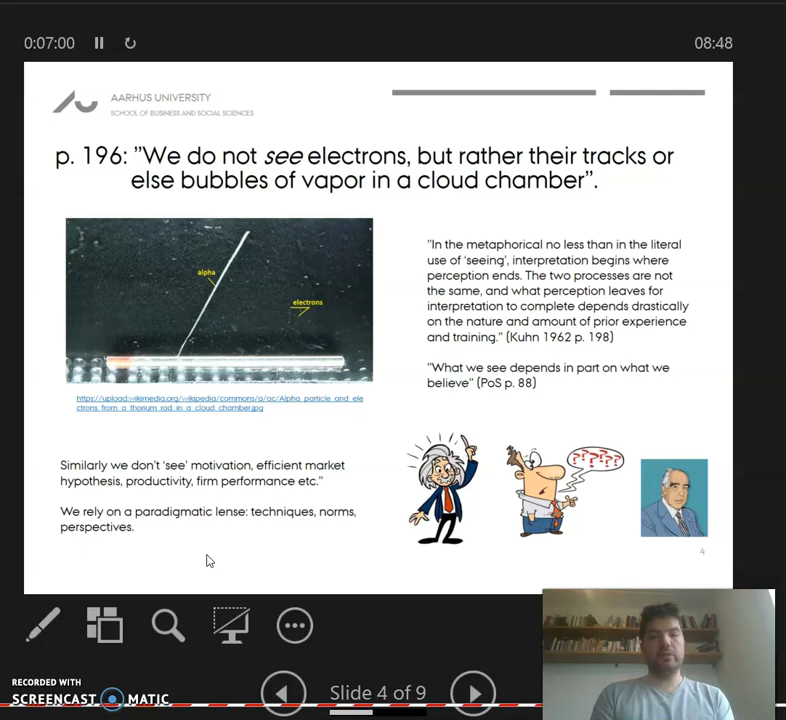 0:07:00
08:48
AARHUS UNIVERSITY
SCHOOL OF BUSINESS AND SOCIAL SCIENCES
p. 196: "We do not see electrons, but rather their tracks or
else bubbles of vapor in a cloud chamber".
alpha
electrons
https://upload.wikimedia.org/wikipedia/commons/a/ac/Alpha_particle_and_ele
ctrons_from_a_thorium_rod_in_a_cloud_chamber.jpg
"In the metaphorical no less than in the literal
use of 'seeing', interpretation begins where
perception ends. The two processes are not
the same, and what perception leaves for
interpretation to complete depends drastically
on the nature and amount of prior experience
and training." (Kuhn 1962 p. 198)
"What we see depends in part on what we
believe" (PoS p. 88)
Similarly we don't 'see' motivation, efficient market
hypothesis, productivity, firm performance etc."
We rely on a paradigmatic lense: techniques, norms,
perspectives.
?????
4
RECORDED WITH
SCREENCAST MATIC
Slide 4 of 9